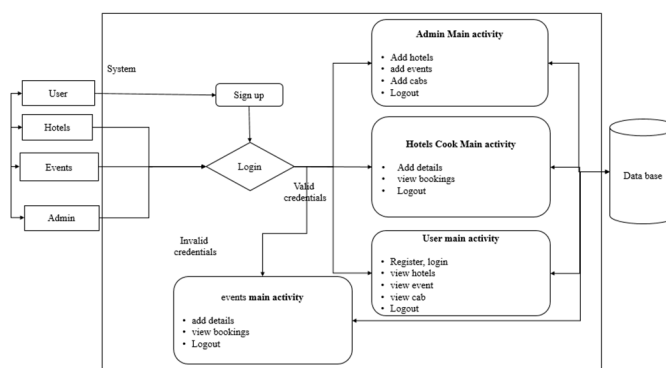 System
User
Hotels
Events
Admin
Sign up
Login
Valid
credentials
Invalid
credentials
Admin Main activity
• Add hotels
• add events
• Add cabs
• Logout
Hotels Cook Main activity
• Add details
• view bookings
• Logout
User main activity
• Register, login
• view hotels
• view event
• view cab
• Logout
events main activity
• add details
• view bookings
• Logout
Data base